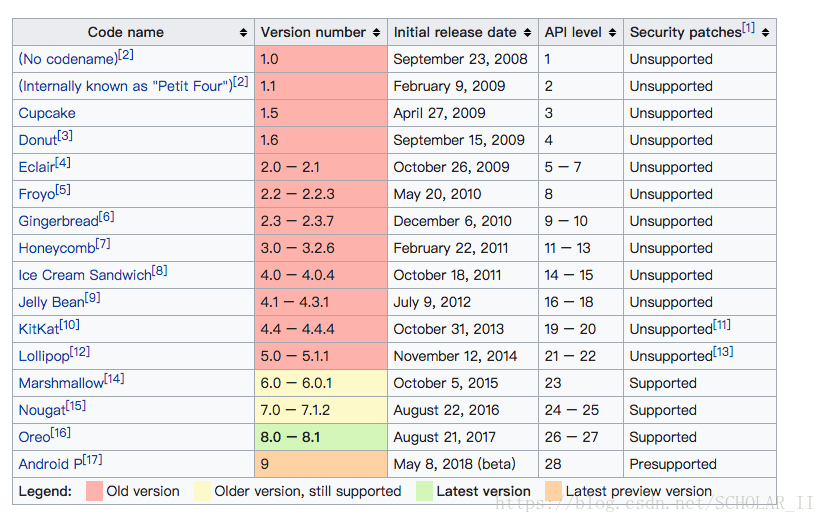 Code name Version number Initial release date API level Security patches[1]
(No codename)[2] 1.0 September 23, 2008 1 Unsupported
(Internally known as "Petit Four")[2] 1.1 February 9, 2009 2 Unsupported
Cupcake 1.5 April 27, 2009 3 Unsupported
Donut[3] 1.6 September 15, 2009 4 Unsupported
Eclair[4] 2.0 – 2.1 October 26, 2009 5 – 7 Unsupported
Froyo[5] 2.2 – 2.2.3 May 20, 2010 8 Unsupported
Gingerbread[6] 2.3 – 2.3.7 December 6, 2010 9 – 10 Unsupported
Honeycomb[7] 3.0 – 3.2.6 February 22, 2011 11 – 13 Unsupported
Ice Cream Sandwich[8] 4.0 – 4.0.4 October 18, 2011 14 – 15 Unsupported
Jelly Bean[9] 4.1 – 4.3.1 July 9, 2012 16 – 18 Unsupported
KitKat[10] 4.4 – 4.4.4 October 31, 2013 19 – 20 Unsupported[11]
Lollipop[12] 5.0 – 5.1.1 November 12, 2014 21 – 22 Unsupported[13]
Marshmallow[14] 6.0 – 6.0.1 October 5, 2015 23 Supported
Nougat[15] 7.0 – 7.1.2 August 22, 2016 24 – 25 Supported
Oreo[16] 8.0 – 8.1 August 21, 2017 26 – 27 Supported
Android P[17] 9 May 8, 2018 (beta) 28 Presupported
Legend: Old version Older version, still supported Latest version Latest preview version
https://blog.csdn.net/SCHOLAR_II